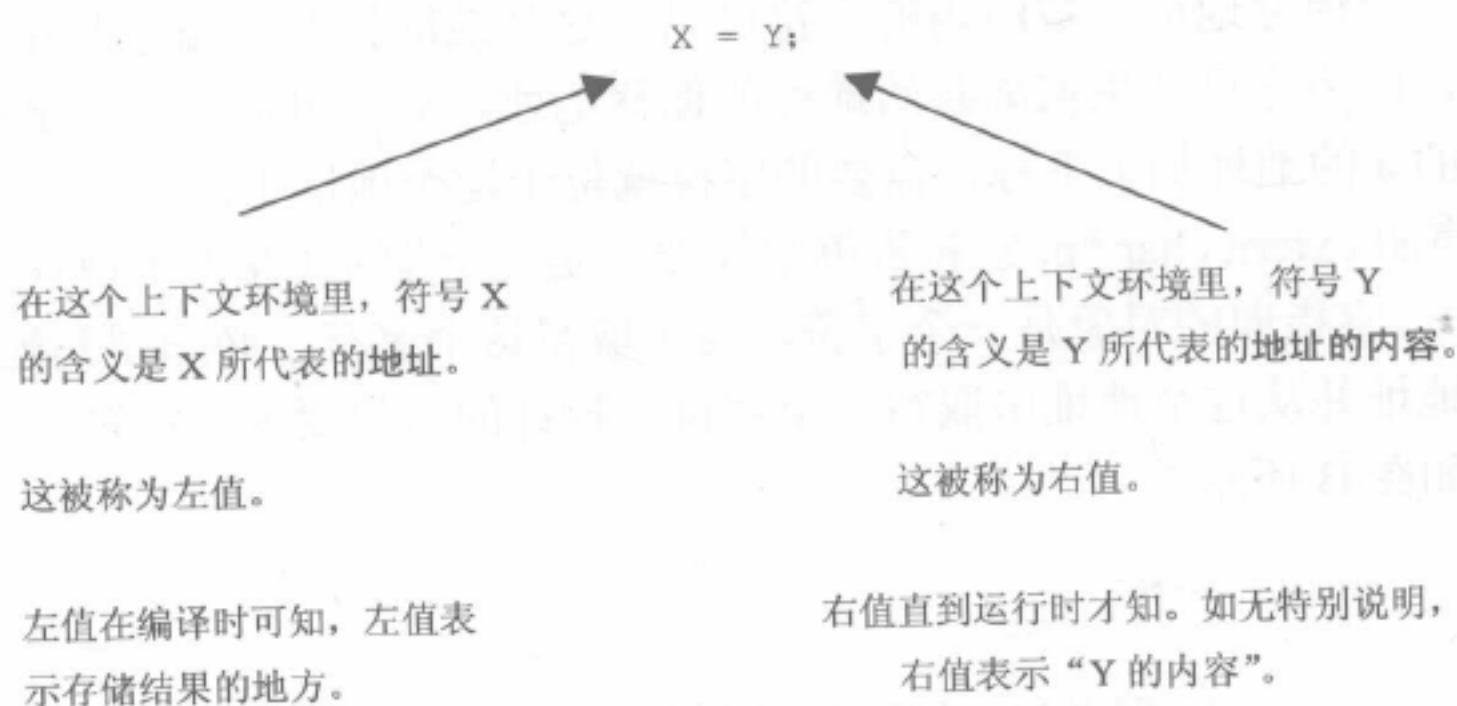 X = Y;
在这个上下文环境里，符号 X
的含义是 X 所代表的地址。
这被称为左值。
左值在编译时可知，左值表
示存储结果的地方。
在这个上下文环境里，符号 Y
的含义是 Y 所代表的地址的内容。
这被称为右值。
右值直到运行时才知。如无特别说明，
右值表示“Y 的内容”。